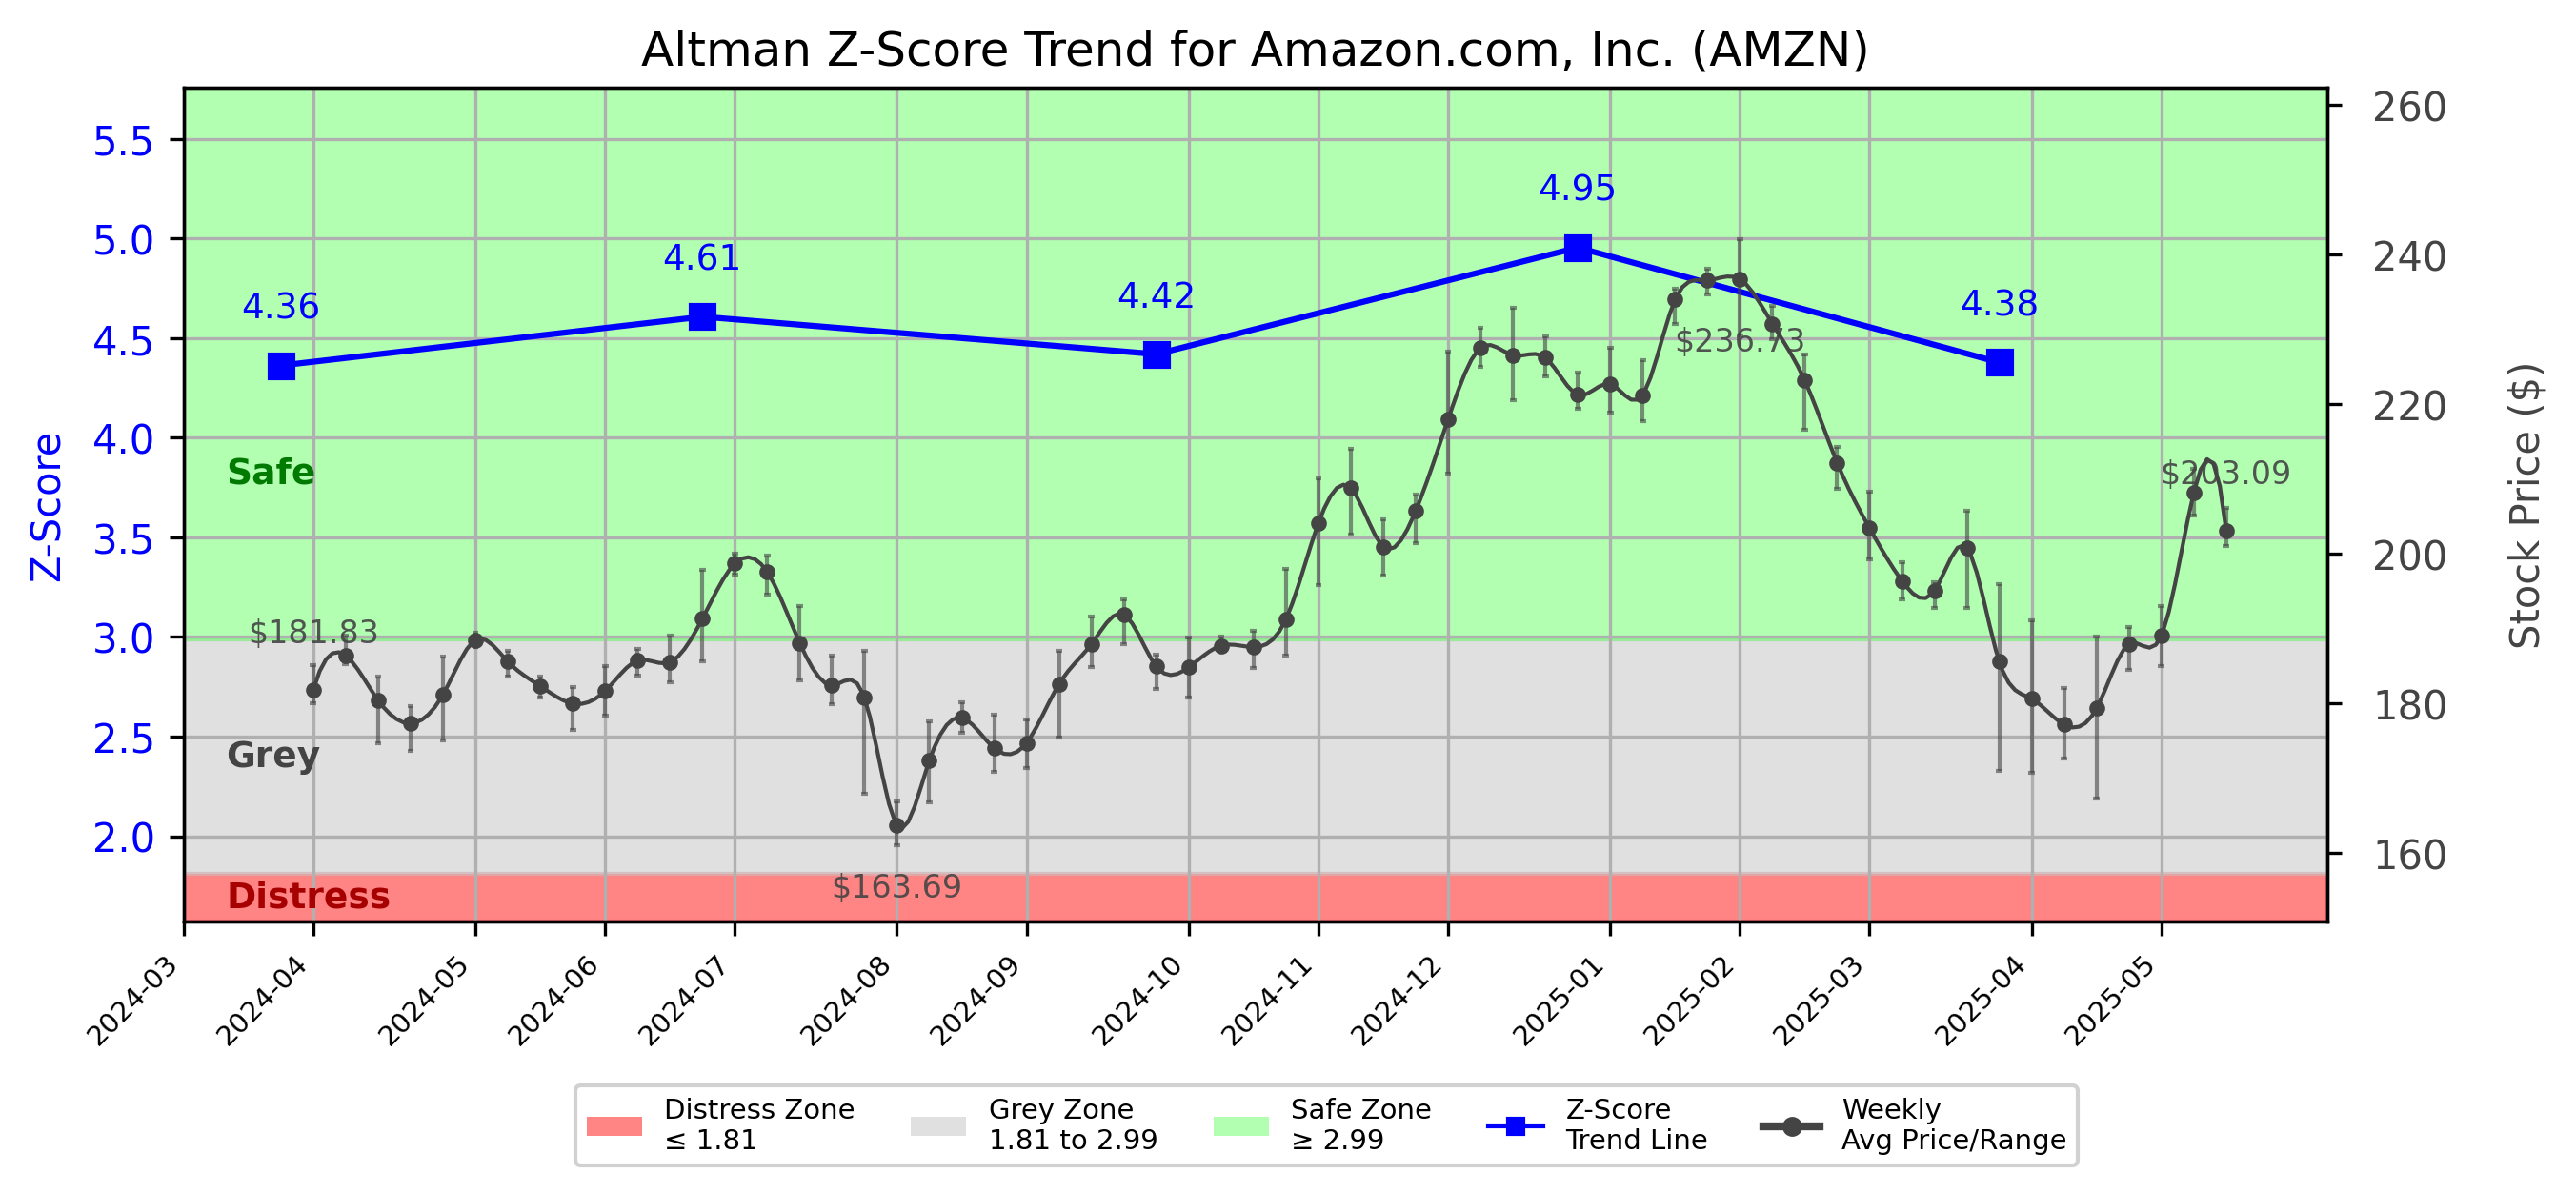 Altman Z-Score Trend for Amazon.com, Inc. (AMZN)
Z-Score
5.5
5.0
4.5
4.0
3.5
3.0
2.5
2.0
4.36
4.61
4.42
4.95
4.38
$181.83
$163.69
$236.73
$203.09
Safe
Grey
Distress
260
240
220
200
180
160
Stock Price ($)
2024-03
2024-04
2024-05
2024-06
2024-07
2024-08
2024-09
2024-10
2024-11
2024-12
2025-01
2025-02
2025-03
2025-04
2025-05
Distress Zone
≤ 1.81
Grey Zone
1.81 to 2.99
Safe Zone
≥ 2.99
Z-Score
Trend Line
Weekly
Avg Price/Range